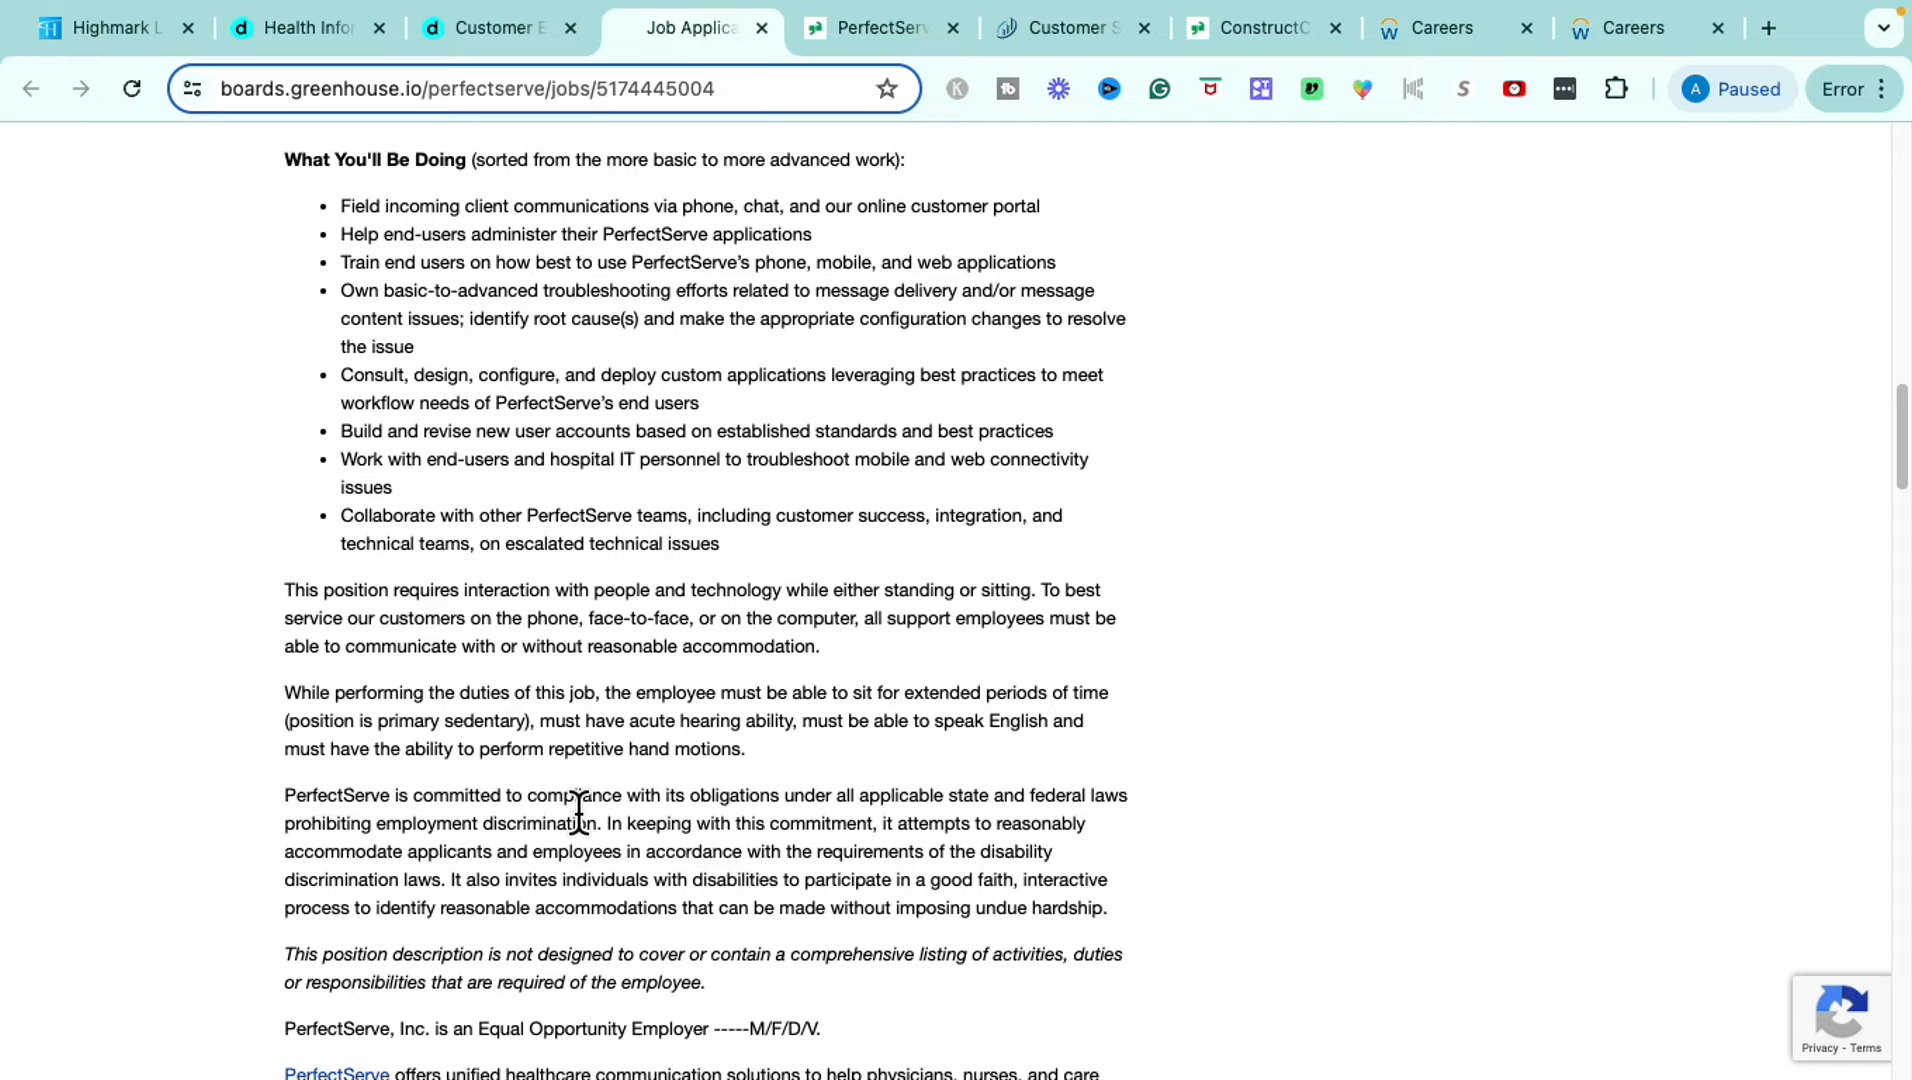 Highmark L
Health Infor
Customer E
Job Applica
PerfectServ
Customer S
ConstructC
Careers
Careers
boards.greenhouse.io/perfectserve/jobs/5174445004
A Paused
Error
What You'll Be Doing (sorted from the more basic to more advanced work):
• Field incoming client communications via phone, chat, and our online customer portal
• Help end-users administer their PerfectServe applications
• Train end users on how best to use PerfectServe’s phone, mobile, and web applications
• Own basic-to-advanced troubleshooting efforts related to message delivery and/or message
content issues; identify root cause(s) and make the appropriate configuration changes to resolve
the issue
• Consult, design, configure, and deploy custom applications leveraging best practices to meet
workflow needs of PerfectServe’s end users
• Build and revise new user accounts based on established standards and best practices
• Work with end-users and hospital IT personnel to troubleshoot mobile and web connectivity
issues
• Collaborate with other PerfectServe teams, including customer success, integration, and
technical teams, on escalated technical issues
This position requires interaction with people and technology while either standing or sitting. To best
service our customers on the phone, face-to-face, or on the computer, all support employees must be
able to communicate with or without reasonable accommodation.
While performing the duties of this job, the employee must be able to sit for extended periods of time
(position is primary sedentary), must have acute hearing ability, must be able to speak English and
must have the ability to perform repetitive hand motions.
PerfectServe is committed to compliance with its obligations under all applicable state and federal laws
prohibiting employment discrimination. In keeping with this commitment, it attempts to reasonably
accommodate applicants and employees in accordance with the requirements of the disability
discrimination laws. It also invites individuals with disabilities to participate in a good faith, interactive
process to identify reasonable accommodations that can be made without imposing undue hardship.
This position description is not designed to cover or contain a comprehensive listing of activities, duties
or responsibilities that are required of the employee.
PerfectServe, Inc. is an Equal Opportunity Employer -----M/F/D/V.
PerfectServe offers unified healthcare communication solutions to help physicians, nurses, and care
Privacy - Terms